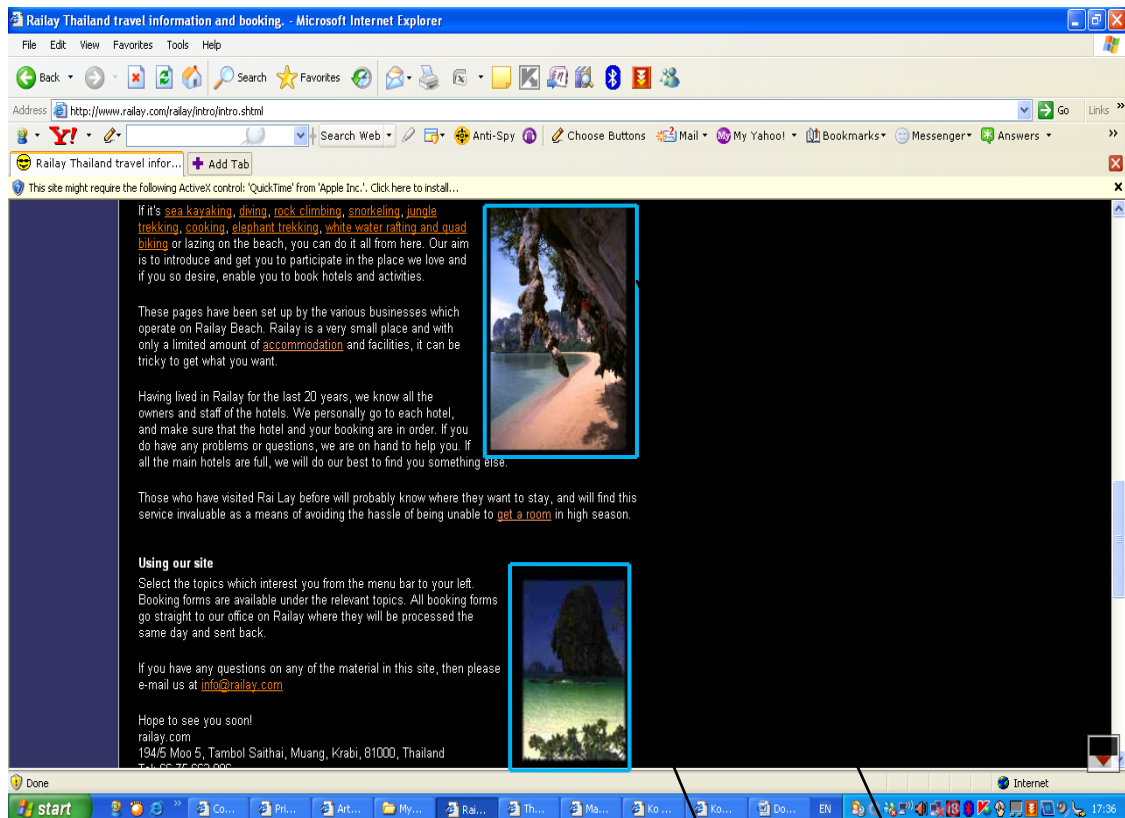 Railay Thailand travel information and booking. - Microsoft Internet Explorer
File Edit View Favorites Tools Help
Back Search Favorites
Address http://www.railay.com/railay/intro/intro.shtml Go Links »
Y! Search Web Anti-Spy Choose Buttons Mail My Yahoo! Bookmarks Messenger Answers »
Railay Thailand travel infor... Add Tab
This site might require the following ActiveX control: 'QuickTime' from 'Apple Inc.'. Click here to install...
If it's sea kayaking, diving, rock climbing, snorkeling, jungle
trekking, cooking, elephant trekking, white water rafting and quad
biking or lazing on the beach, you can do it all from here. Our aim
is to introduce and get you to participate in the place we love and
if you so desire, enable you to book hotels and activities.
These pages have been set up by the various businesses which
operate on Railay Beach. Railay is a very small place and with
only a limited amount of accommodation and facilities, it can be
tricky to get what you want.
Having lived in Railay for the last 20 years, we know all the
owners and staff of the hotels. We personally go to each hotel,
and make sure that the hotel and your booking are in order. If you
do have any problems or questions, we are on hand to help you. If
all the main hotels are full, we will do our best to find you something else.
Those who have visited Rai Lay before will probably know where they want to stay, and will find this
service invaluable as a means of avoiding the hassle of being unable to get a room in high season.
Using our site
Select the topics which interest you from the menu bar to your left.
Booking forms are available under the relevant topics. All booking forms
go straight to our office on Railay where they will be processed the
same day and sent back.
If you have any questions on any of the material in this site, then please
e-mail us at info@railay.com
Hope to see you soon!
railay.com
194/5 Moo 5, Tambol Saithai, Muang, Krabi, 81000, Thailand
Done Internet
start » Co... Pri... Art... My... Rai... Th... Ma... Ko ... Ko... Do... EN 17:36